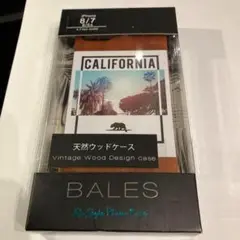 8/7
CALIFORNIA
天然ウッドケース
Vintage Wood Design case
BALES